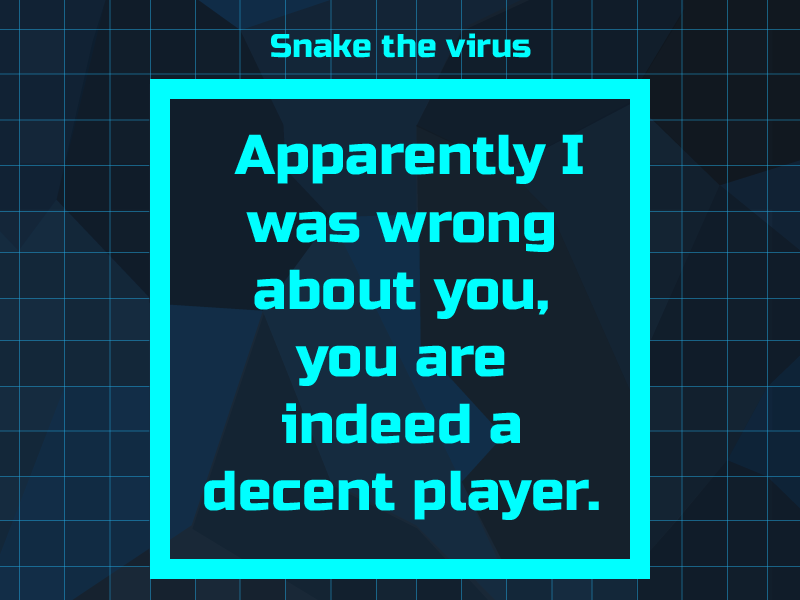 Snake the virus
Apparently I
was wrong
about you,
you are
indeed a
decent player.